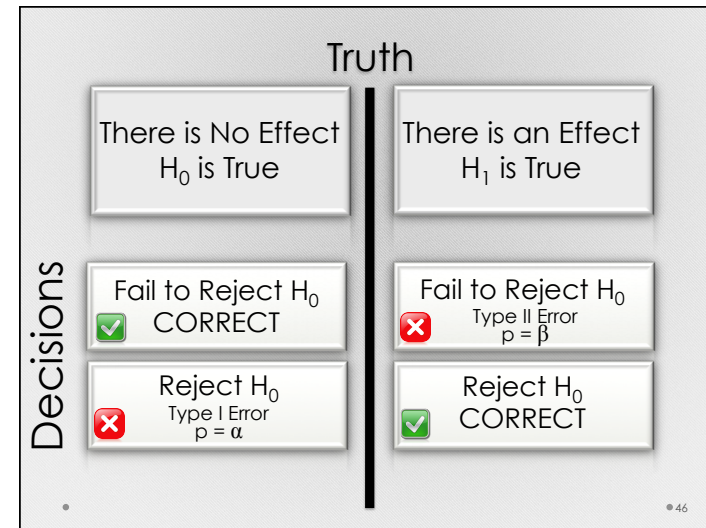 Truth
There is No Effect
H₀ is True
There is an Effect
H₁ is True
Decisions
Fail to Reject H₀
CORRECT
Fail to Reject H₀
Type II Error
p = β
Reject H₀
Type I Error
p = α
Reject H₀
CORRECT
46